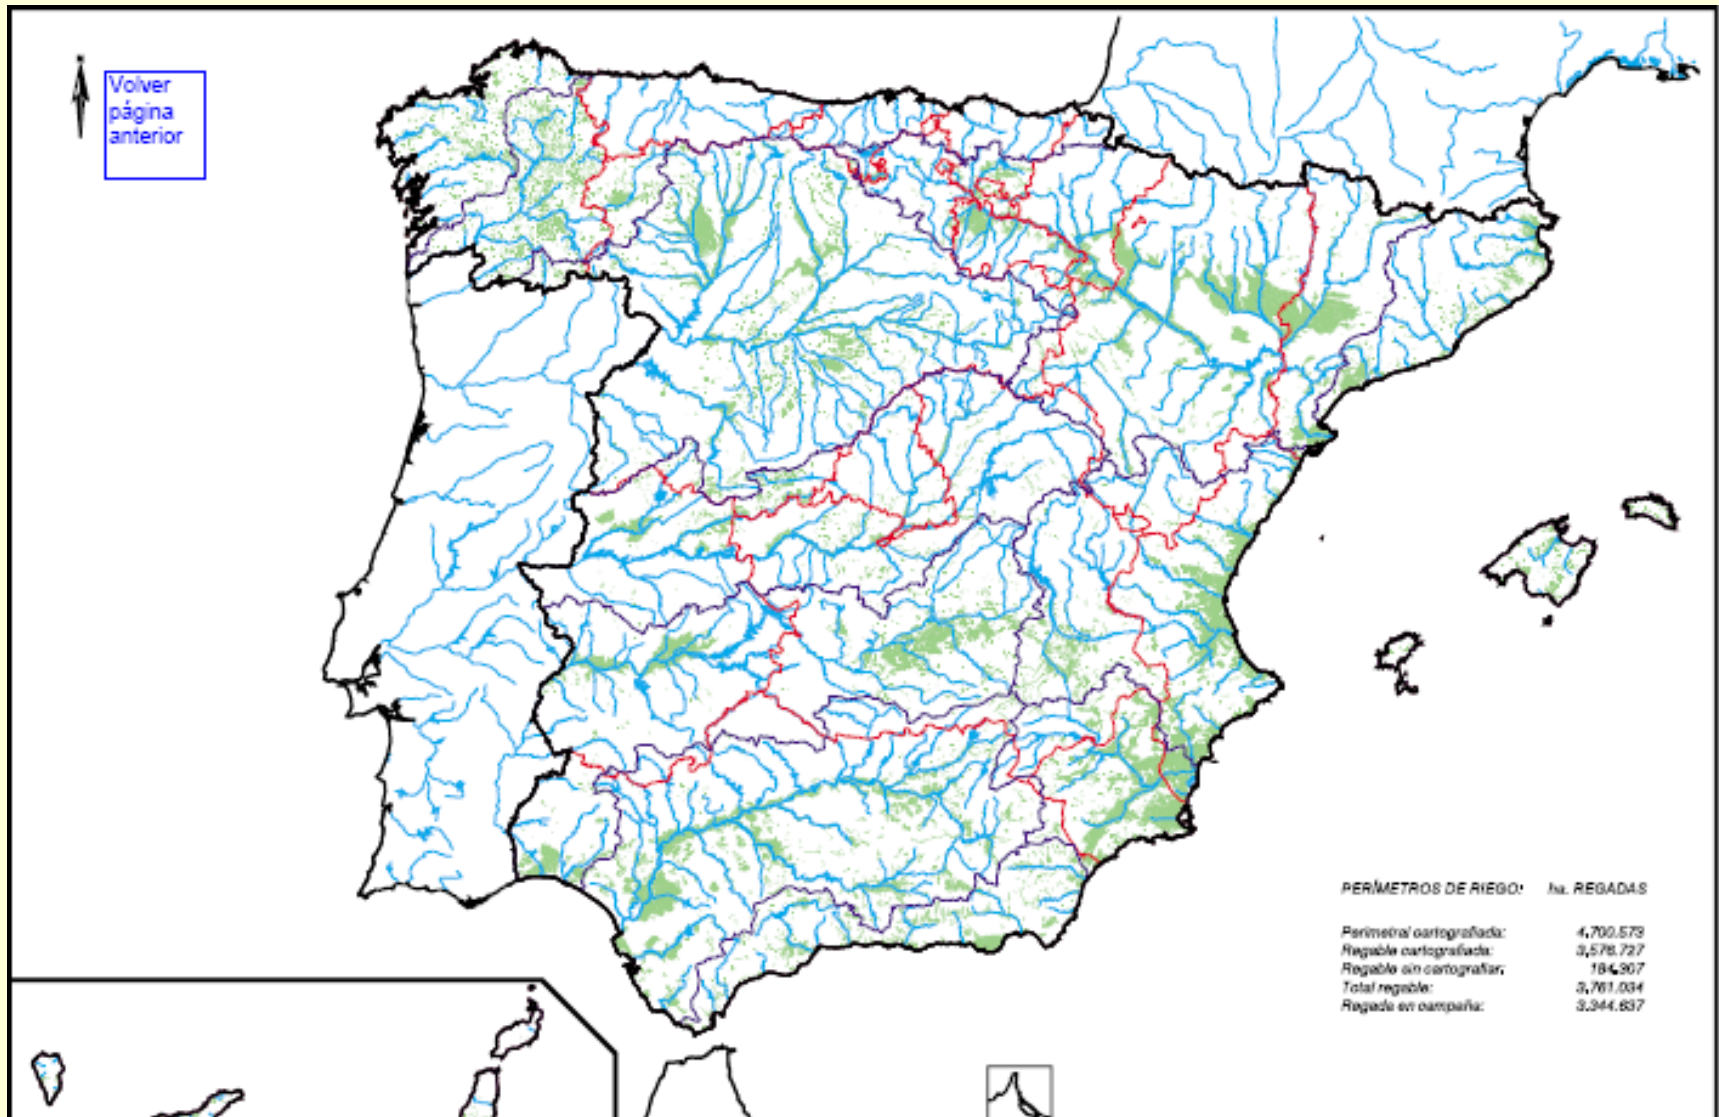 Volver
página
anterior
PERÍMETROS DE RIEGO: ha. REGADAS
Perimetral cartografiada: 4.700.573
Regable cartografiada: 3.576.727
Regable sin cartografiar: 184.307
Total regable: 3.761.034
Regada en campaña: 3.344.637